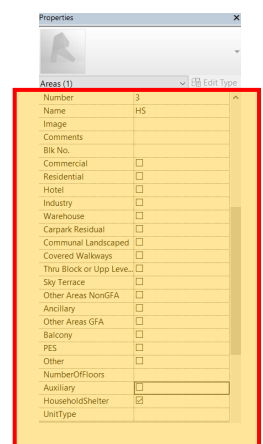 Properties
Areas (1) Edit Type
Number 3
Name HS
Image
Comments
Blk No.
Commercial
Residential
Hotel
Industry
Warehouse
Carpark Residual
Communal Landscaped
Covered Walkways
Thru Block or Upp Leve...
Sky Terrace
Other Areas NonGFA
Ancillary
Other Areas GFA
Balcony
PES
Other
NumberOfFloors
Auxiliary
HouseholdShelter
UnitType